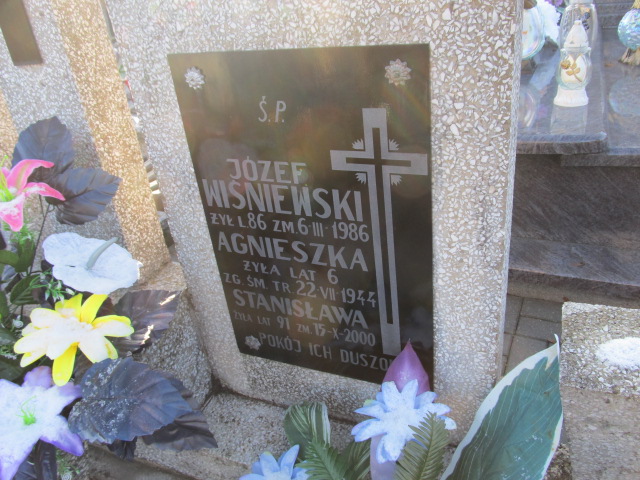 Ś.P.
JÓZEF
WIŚNIEWSKI
ŻYŁ L.86 ZM.6-III-1986
AGNIESZKA
ŻYŁA LAT 6
ZG. ŚM. TR. 22 VII 1944
STANISŁAWA
ŻYŁA LAT 91 ZM. 15-X-2000
POKÓJ ICH DUSZOM